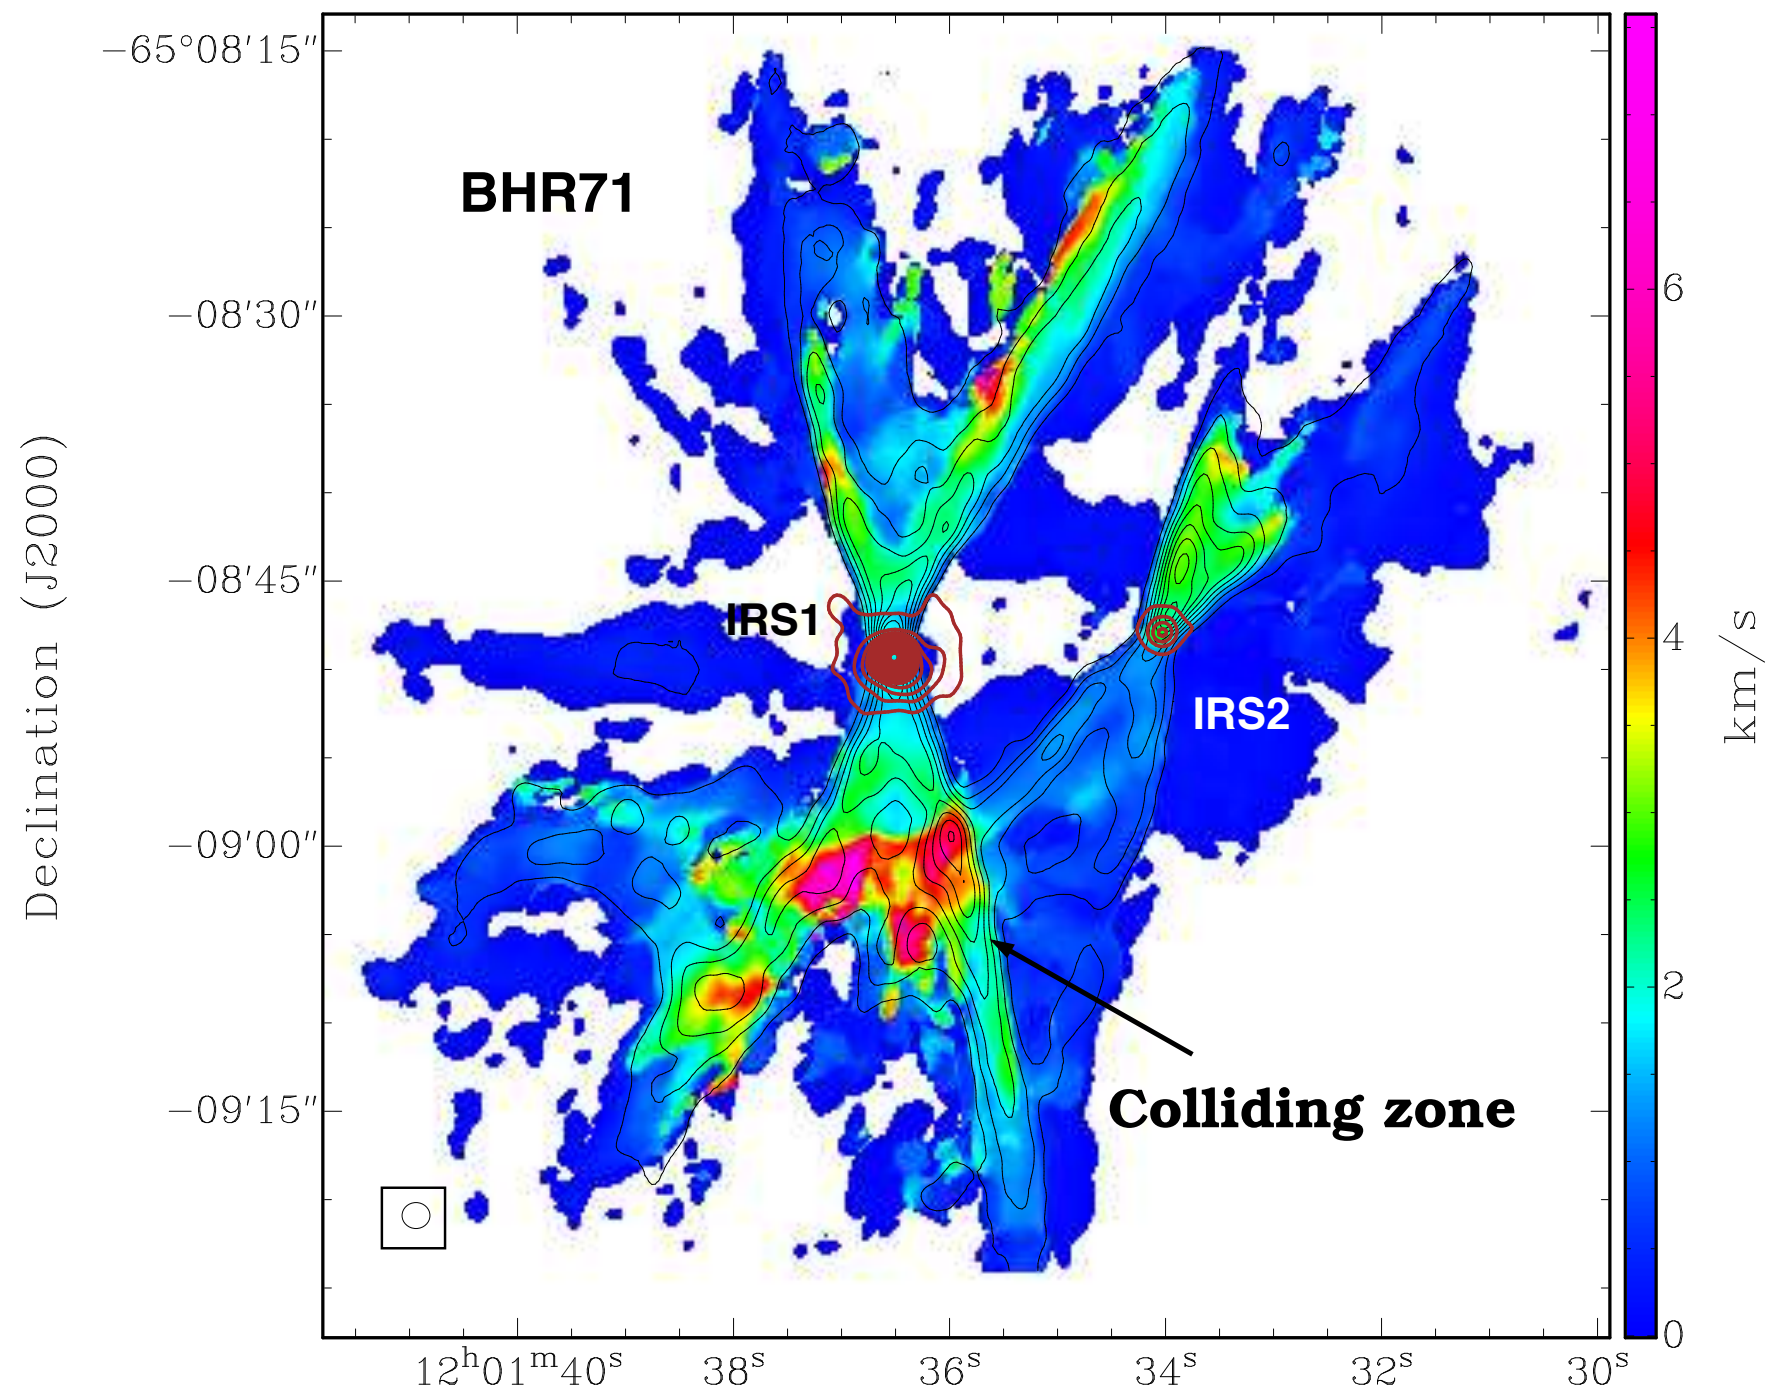 −65°08'15"
BHR71
−08'30"
6
Declination (J2000)
−08'45"
IRS1
4
km/s
IRS2
−09'00"
2
Colliding zone
−09'15"
0
12h01m40s 38s 36s 34s 32s 30s